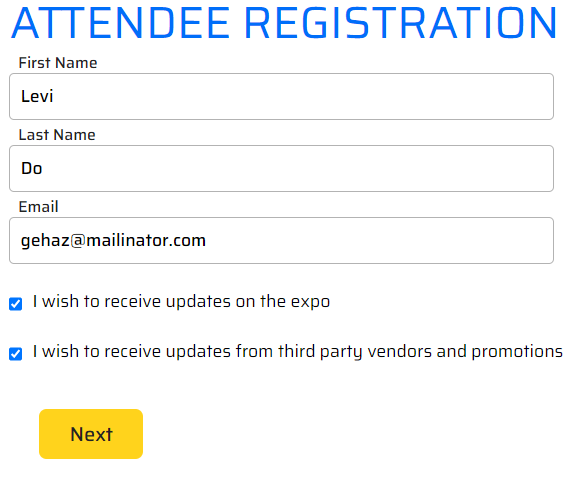 ATTENDEE REGISTRATION
First Name
Levi
Last Name
Do
Email
gehaz@mailinator.com
I wish to receive updates on the expo
I wish to receive updates from third party vendors and promotions
Next